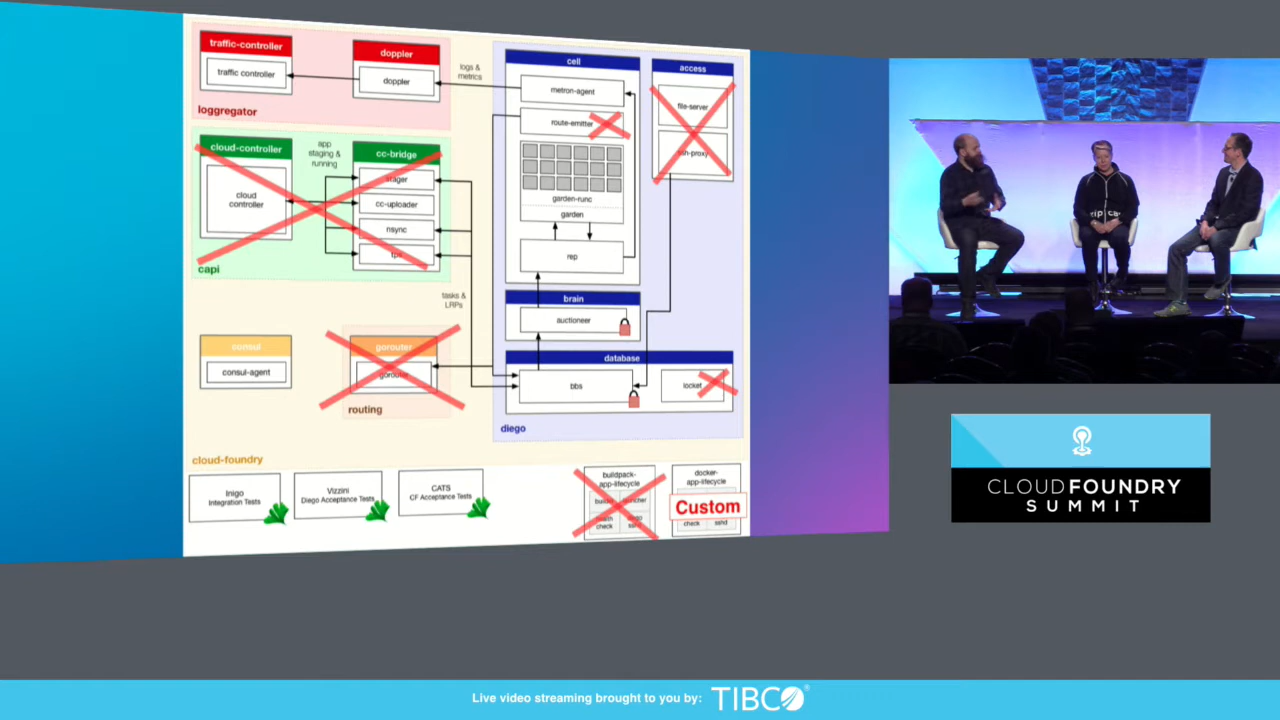 traffic-controller
traffic controller
doppler
doppler
loggregator
logs &
metrics
cloud-controller
cloud
controller
capi
app
staging &
running
cc-bridge
stager
cc-uploader
nsync
tps
tasks &
LRPs
consul
consul-agent
gorouter
gorouter
routing
cell
metron-agent
route-emitter
garden-runc
garden
rep
access
file-server
ssh-proxy
brain
auctioneer
database
bbs
locket
diego
cloud-foundry
Inigo
Integration Tests
Vizzini
Diego Acceptance Tests
CATS
CF Acceptance Tests
buildpack-
app-lifecycle
builder launcher
health
check
docker-
app-lifecycle
Custom
check sshd
CLOUD FOUNDRY
SUMMIT
Live video streaming brought to you by: TIBCO®